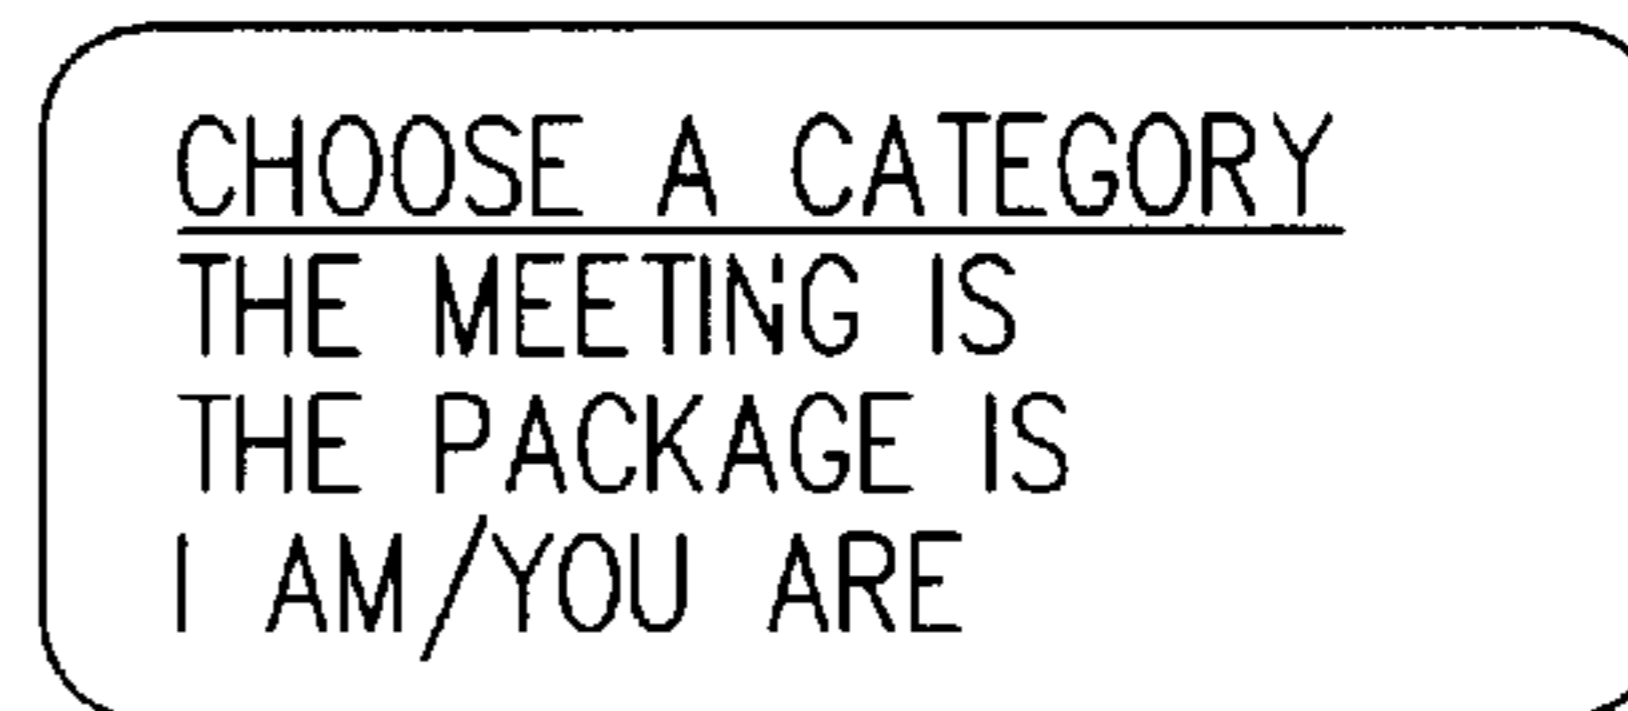 CHOOSE A CATEGORY
THE MEETING IS
THE PACKAGE IS
I AM/YOU ARE